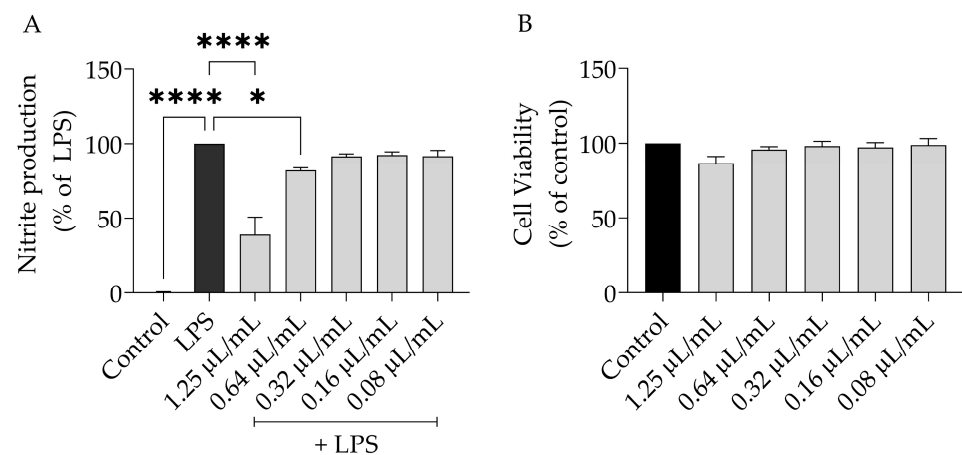 A
****
**** *
150
100
50
0
Nitrite production
(% of LPS)
Control
LPS
1.25 µL/mL
0.64 µL/mL
0.32 µL/mL
0.16 µL/mL
0.08 µL/mL
+ LPS
B
150
100
50
0
Cell Viability
(% of control)
Control
1.25 µL/mL
0.64 µL/mL
0.32 µL/mL
0.16 µL/mL
0.08 µL/mL